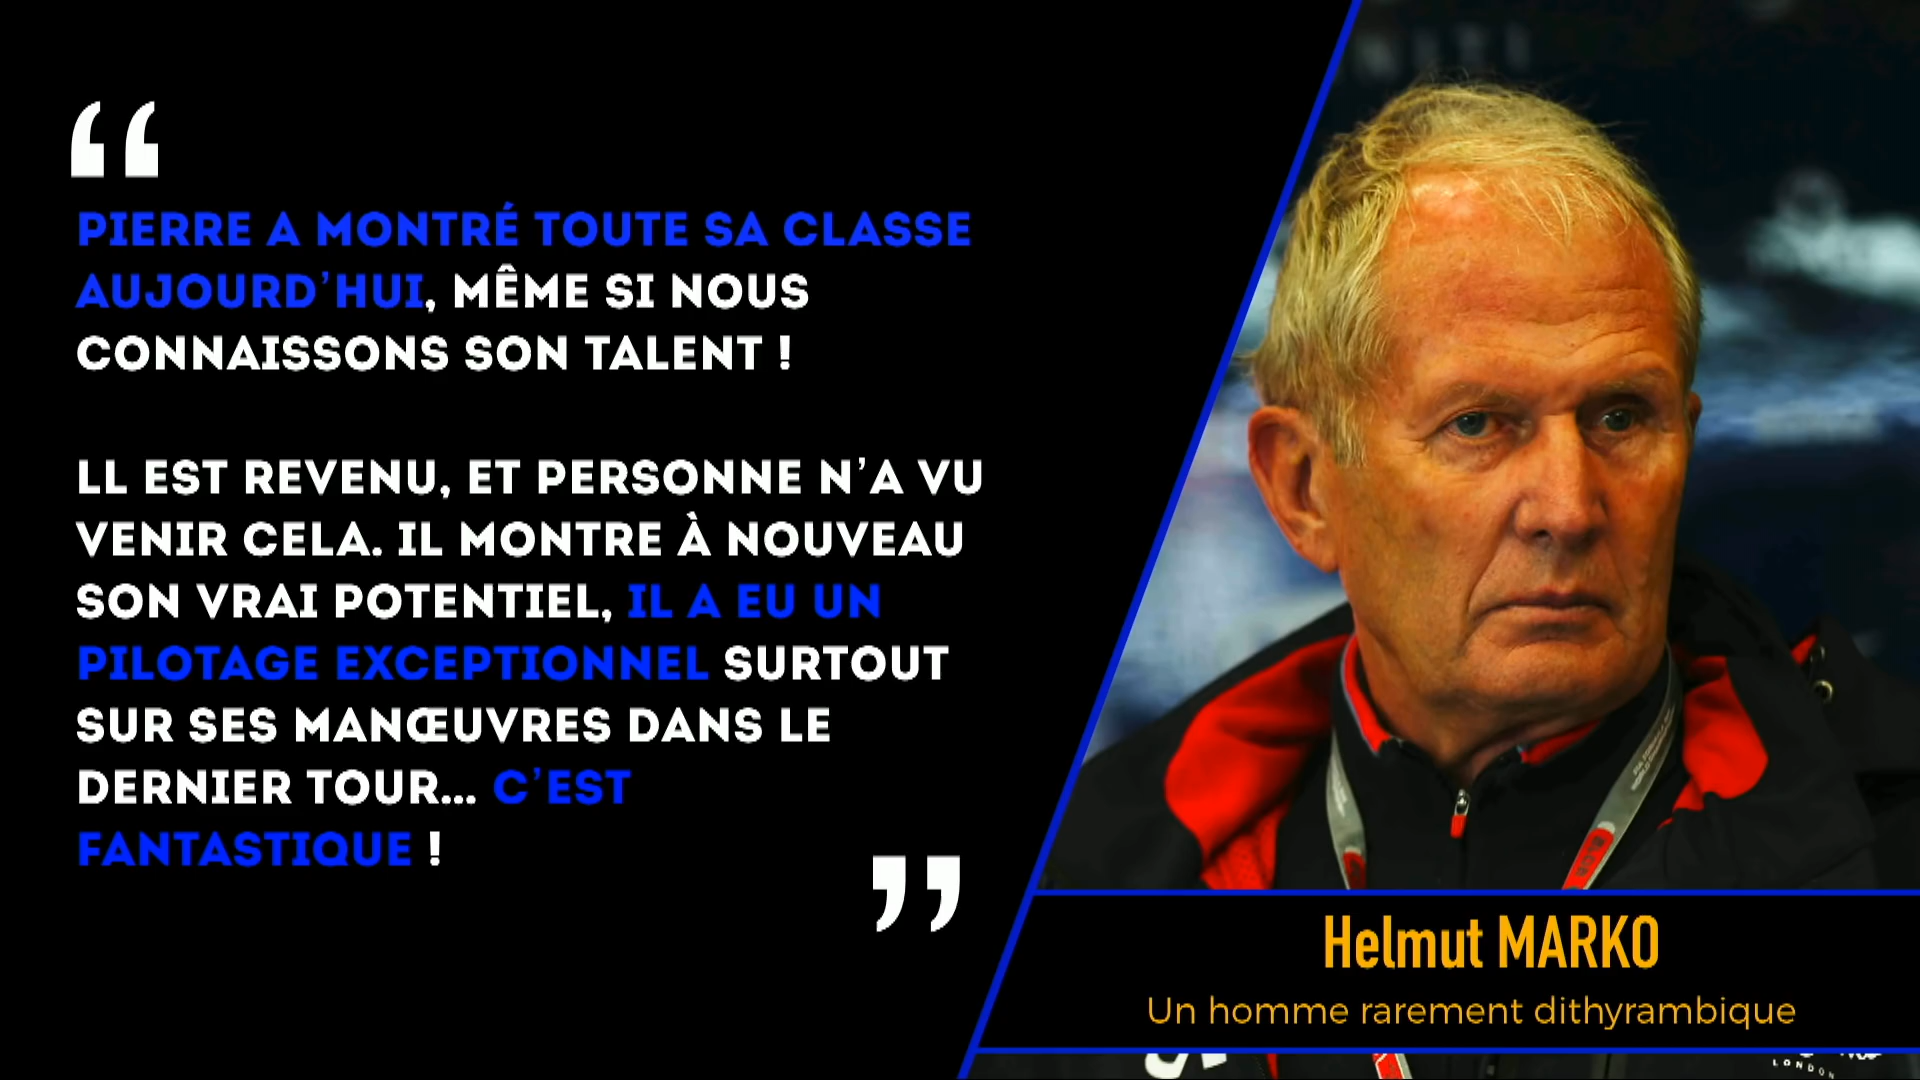 “
PIERRE A MONTRÉ TOUTE SA CLASSE
AUJOURD’HUI, MÊME SI NOUS
CONNAISSONS SON TALENT !
LL EST REVENU, ET PERSONNE N’A VU
VENIR CELA. IL MONTRE À NOUVEAU
SON VRAI POTENTIEL, IL A EU UN
PILOTAGE EXCEPTIONNEL SURTOUT
SUR SES MANŒUVRES DANS LE
DERNIER TOUR... C’EST
FANTASTIQUE !
”
Helmut MARKO
Un homme rarement dithyrambique
LONDON